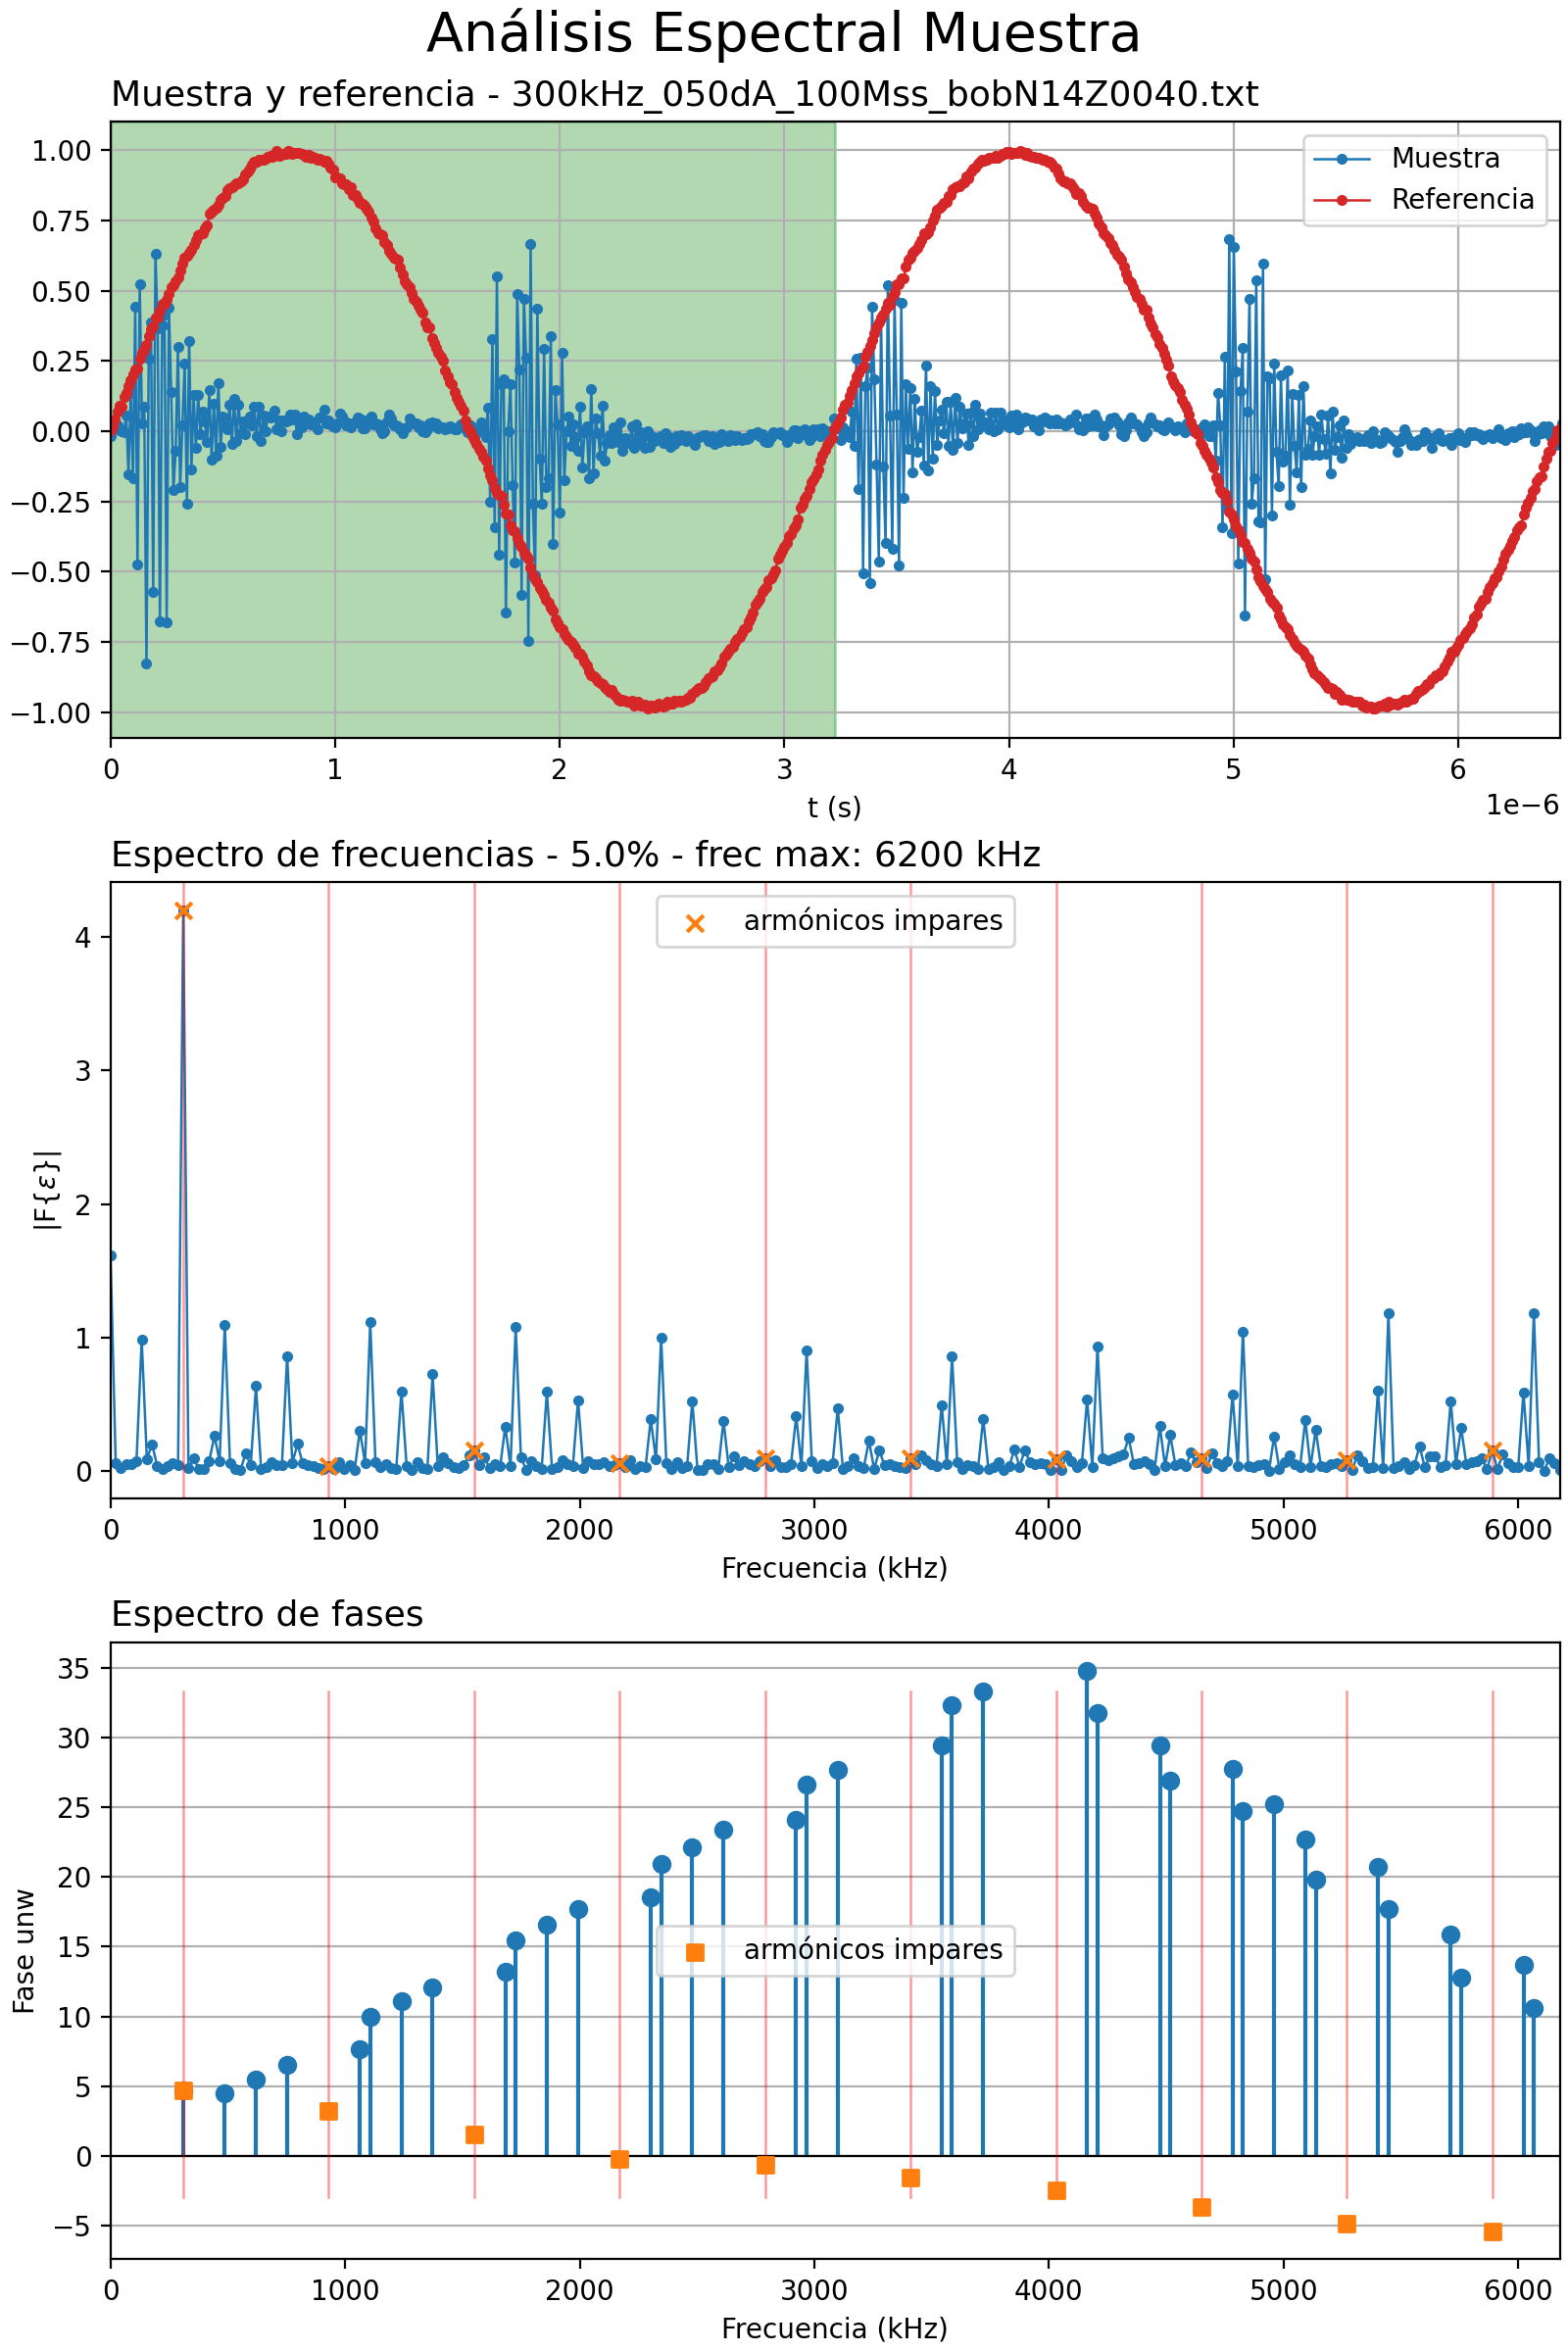 Análisis Espectral Muestra
Muestra y referencia - 300kHz_050dA_100Mss_bobN14Z0040.txt
1.00
0.75
0.50
0.25
0.00
−0.25
−0.50
−0.75
−1.00
Muestra
Referencia
0 1 2 3 4 5 6
t (s)
1e−6
Espectro de frecuencias - 5.0% - frec max: 6200 kHz
|F{ε}|
4
3
2
1
0
armónicos impares
0 1000 2000 3000 4000 5000 6000
Frecuencia (kHz)
Espectro de fases
Fase unw
35
30
25
20
15
10
5
0
−5
armónicos impares
0 1000 2000 3000 4000 5000 6000
Frecuencia (kHz)